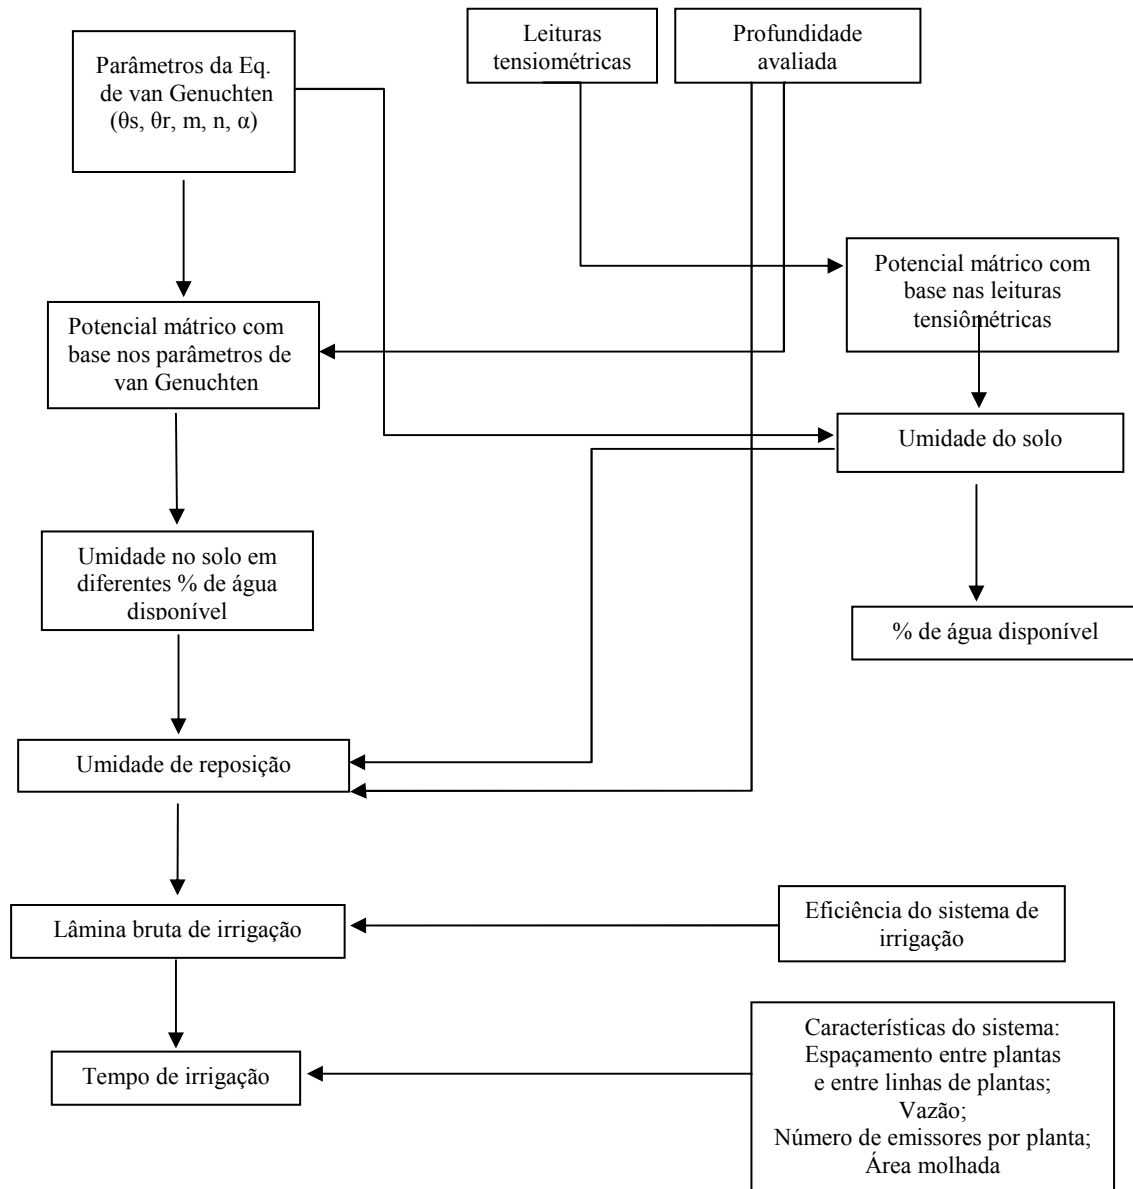 Leituras
tensiométricas
Profundidade
avaliada
Parâmetros da Eq.
de van Genuchten
(θs, θr, m, n, α)
Potencial mátrico com
base nas leituras
tensiômétricas
Potencial mátrico com
base nos parâmetros de
van Genuchten
Umidade do solo
Umidade no solo em
diferentes % de água
disponível
% de água disponível
Umidade de reposição
Lâmina bruta de irrigação
Eficiência do sistema de
irrigação
Tempo de irrigação
Características do sistema:
Espaçamento entre plantas
e entre linhas de plantas;
Vazão;
Número de emissores por planta;
Área molhada